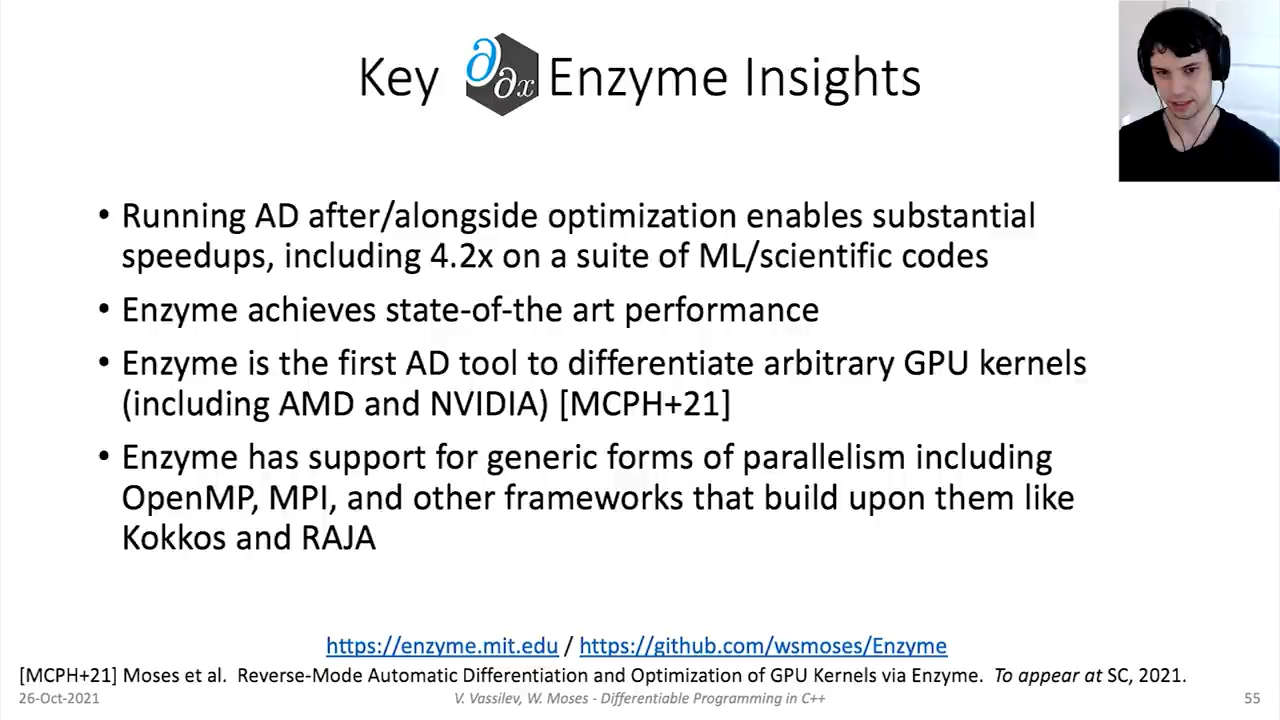 Key ∂ ∂x Enzyme Insights
• Running AD after/alongside optimization enables substantial
speedups, including 4.2x on a suite of ML/scientific codes
• Enzyme achieves state-of-the art performance
• Enzyme is the first AD tool to differentiate arbitrary GPU kernels
(including AMD and NVIDIA) [MCPH+21]
• Enzyme has support for generic forms of parallelism including
OpenMP, MPI, and other frameworks that build upon them like
Kokkos and RAJA
https://enzyme.mit.edu / https://github.com/wsmoses/Enzyme
[MCPH+21] Moses et al. Reverse-Mode Automatic Differentiation and Optimization of GPU Kernels via Enzyme. To appear at SC, 2021.
26-Oct-2021 V. Vassilev, W. Moses - Differentiable Programming in C++ 55